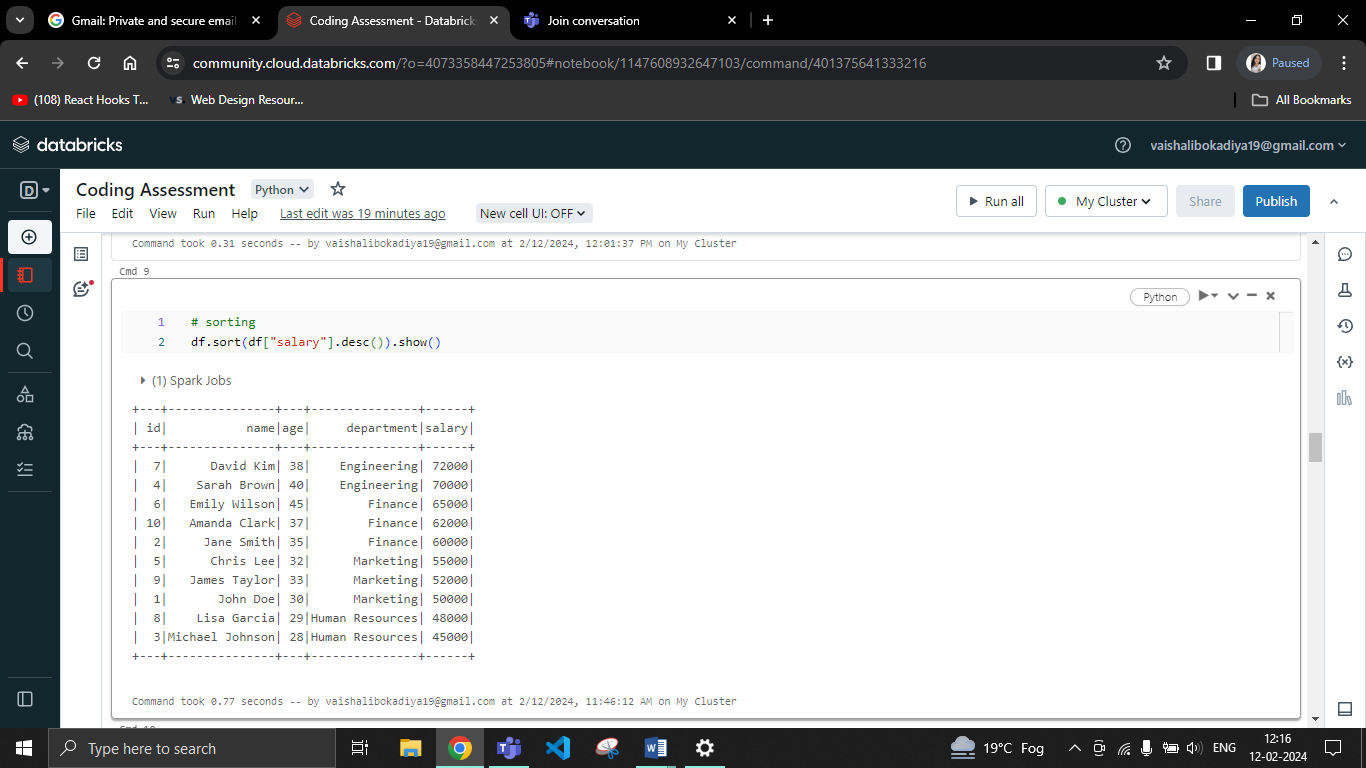 Gmail: Private and secure email
Coding Assessment - Databricks
Join conversation
community.cloud.databricks.com/?o=4073358447253805#notebook/1147608932647103/command/401375641333216
Paused
(108) React Hooks T...
VS Web Design Resour...
All Bookmarks
databricks
vaishalibokadiya19@gmail.com
D
Coding Assessment
Python
File Edit View Run Help Last edit was 19 minutes ago New cell UI: OFF
Run all
My Cluster
Share
Publish
Command took 0.31 seconds -- by vaishalibokadiya19@gmail.com at 2/12/2024, 12:01:37 PM on My Cluster
Cmd 9
Python
1 # sorting
2 df.sort(df["salary"].desc()).show()
(1) Spark Jobs
+---+---------------+---+---------------+------+
| id|           name|age|     department|salary|
+---+---------------+---+---------------+------+
|  7|      David Kim| 38|    Engineering| 72000|
|  4|    Sarah Brown| 40|    Engineering| 70000|
|  6|   Emily Wilson| 45|        Finance| 65000|
| 10|   Amanda Clark| 37|        Finance| 62000|
|  2|     Jane Smith| 35|        Finance| 60000|
|  5|      Chris Lee| 32|      Marketing| 55000|
|  9|   James Taylor| 33|      Marketing| 52000|
|  1|       John Doe| 30|      Marketing| 50000|
|  8|    Lisa Garcia| 29|Human Resources| 48000|
|  3|Michael Johnson| 28|Human Resources| 45000|
+---+---------------+---+---------------+------+
Command took 0.77 seconds -- by vaishalibokadiya19@gmail.com at 2/12/2024, 11:46:12 AM on My Cluster
Cmd 10
Type here to search
19°C Fog
ENG
12:16
12-02-2024